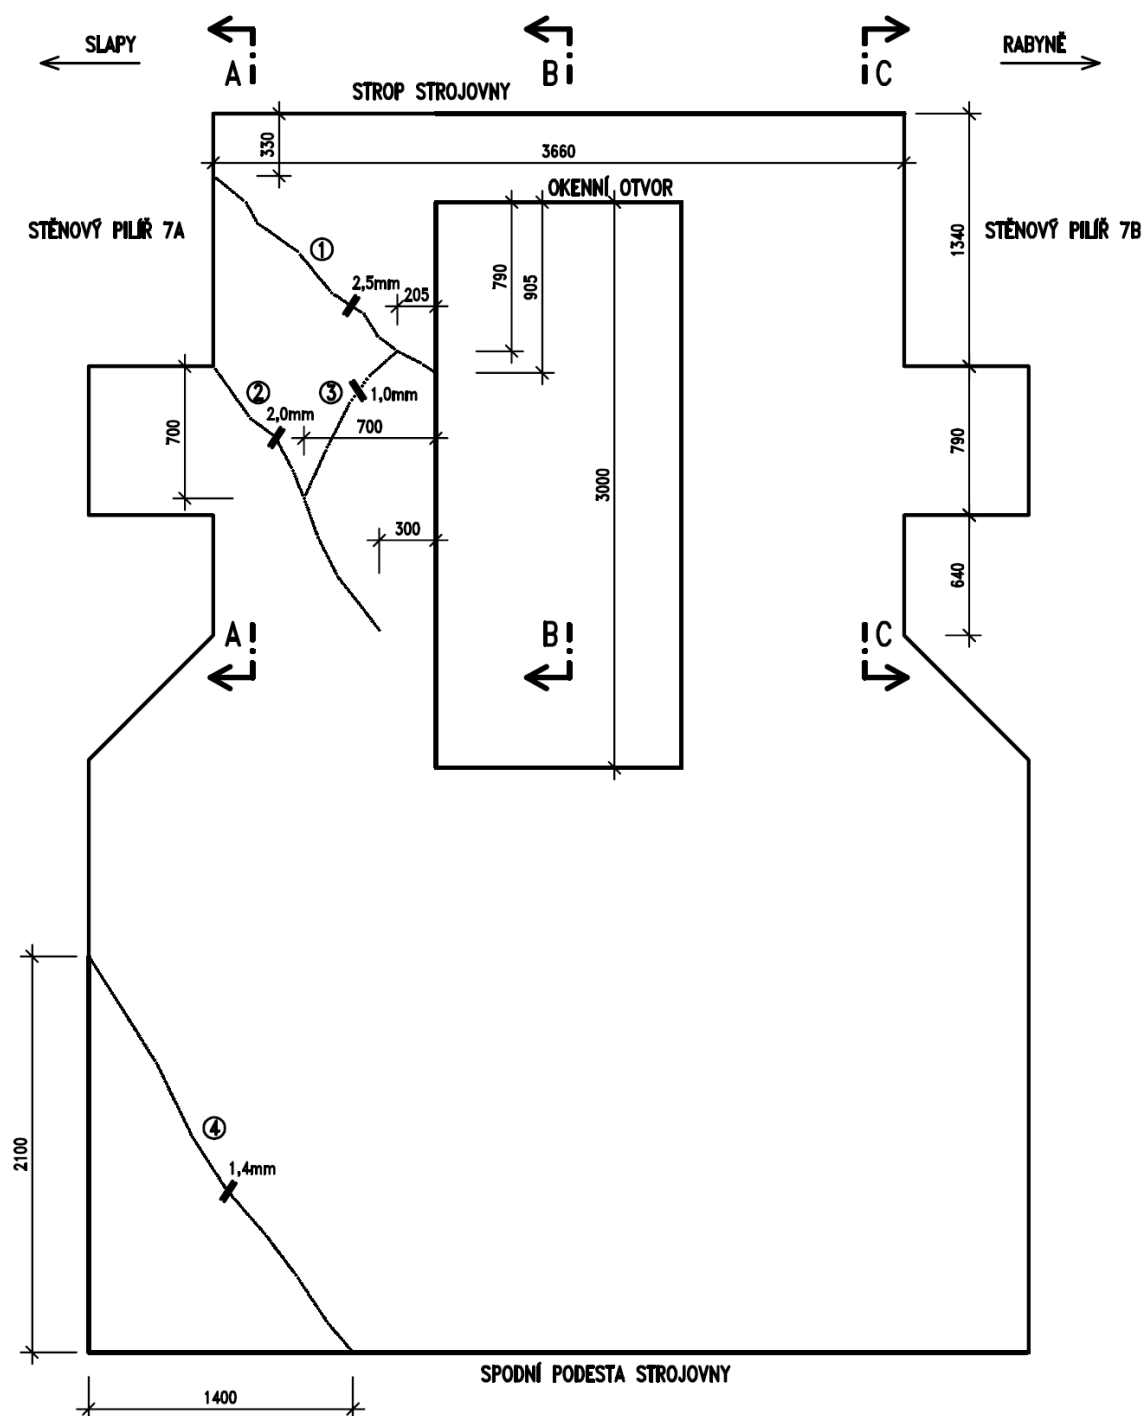 SLAPY
RABYNĚ
A
B
C
STROP STROJOVNY
330
3660
OKENNÍ OTVOR
STĚNOVÝ PILÍŘ 7A
STĚNOVÝ PILÍŘ 7B
1340
1
790
905
2,5mm
205
2
3
1,0mm
2,0mm
700
700
790
3000
300
640
A
B
C
2100
4
1,4mm
SPODNÍ PODESTA STROJOVNY
1400